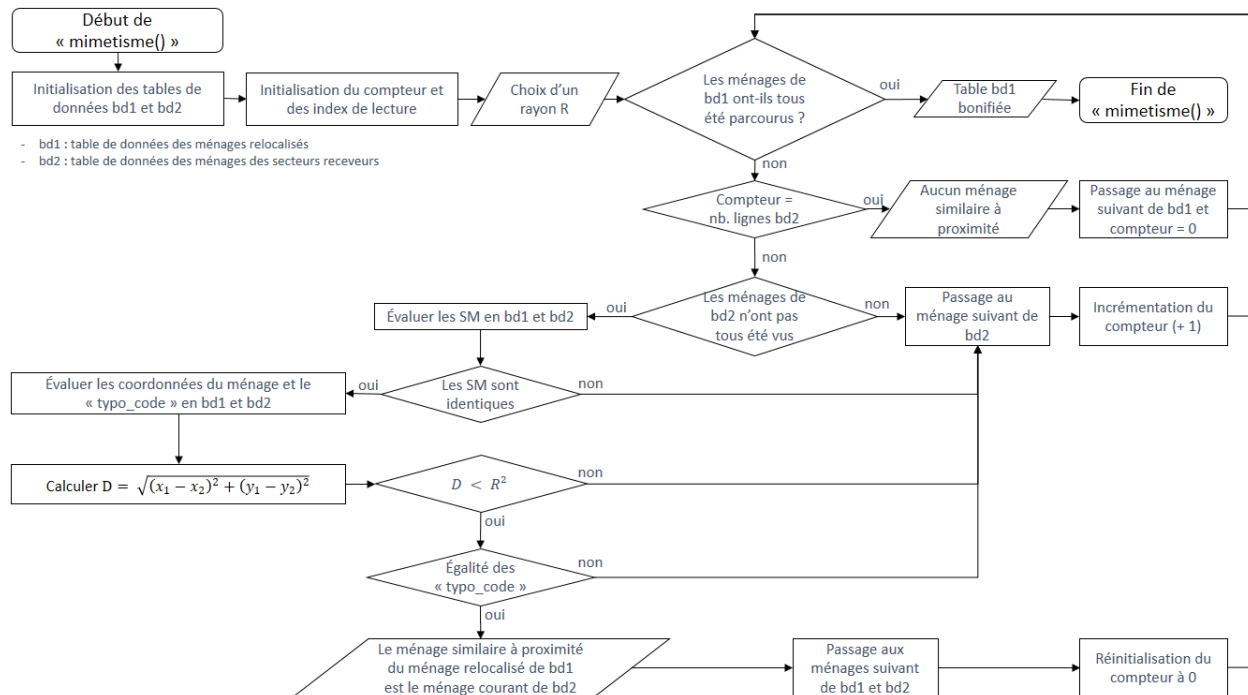 Début de
« mimetisme() »
Initialisation des tables de
données bd1 et bd2
Initialisation du compteur et
des index de lecture
Choix d'un
rayon R
Les ménages de
bd1 ont-ils tous
été parcourus ?
oui
Table bd1
bonifiée
Fin de
« mimetisme() »
- bd1 : table de données des ménages relocalisés
- bd2 : table de données des ménages des secteurs receveurs
non
Compteur =
nb. lignes bd2
oui
Aucun ménage
similaire à
proximité
Passage au ménage
suivant de bd1 et
compteur = 0
non
Les ménages de
bd2 n'ont pas
tous été vus
oui
non
Évaluer les SM en bd1 et bd2
Passage au
ménage suivant de
bd2
Incrémentation du
compteur (+ 1)
Les SM sont
identiques
oui
non
Évaluer les coordonnées du ménage et le
« typo_code » en bd1 et bd2
Calculer D = √((x₁ − x₂)² + (y₁ − y₂)²)
D < R²
non
oui
Égalité des
« typo_code »
non
oui
Le ménage similaire à proximité
du ménage relocalisé de bd1
est le ménage courant de bd2
Passage aux
ménages suivant
de bd1 et bd2
Réinitialisation du
compteur à 0